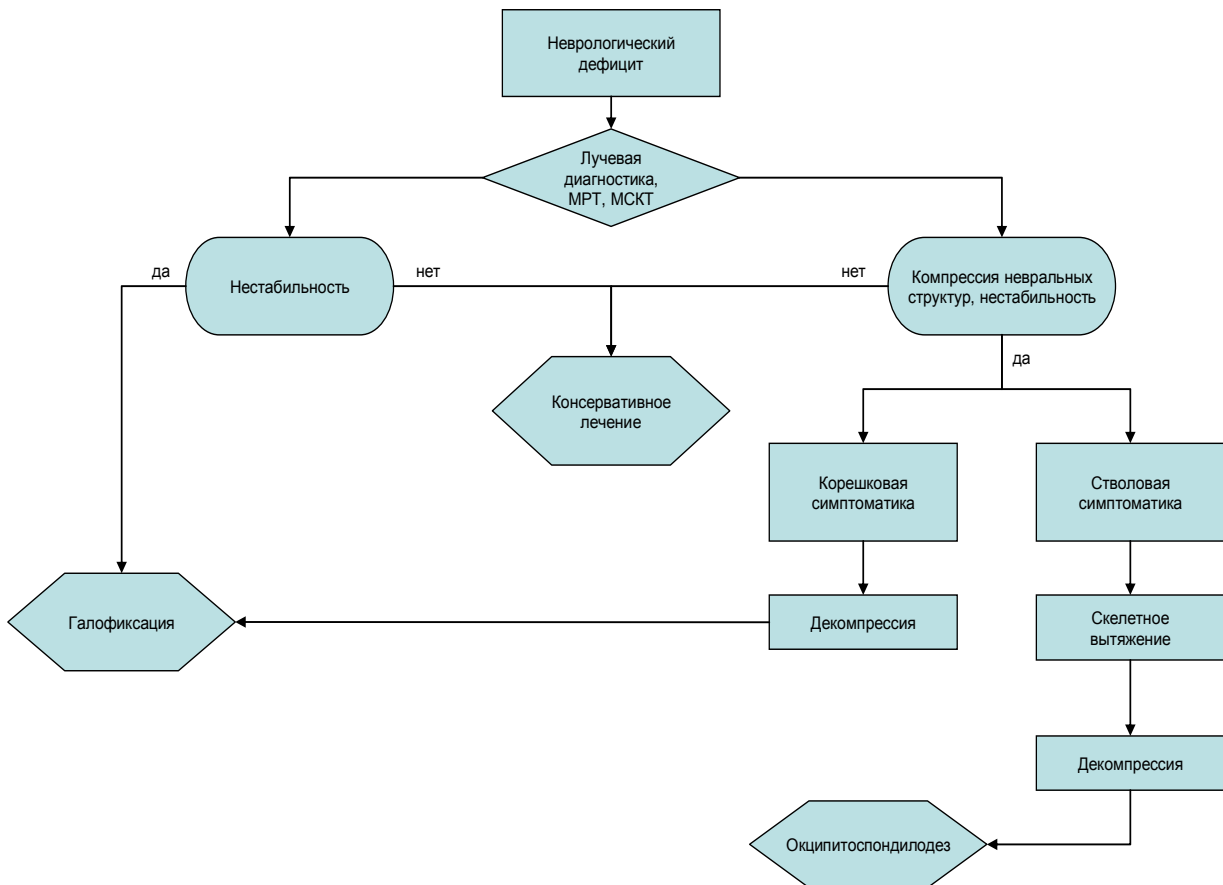 Неврологический
дефицит
Лучевая
диагностика,
МРТ, МСКТ
да
Нестабильность
нет
нет
Компрессия невральных
структур, нестабильность
да
Консервативное
лечение
Корешковая
симптоматика
Стволовая
симптоматика
Галофиксация
Декомпрессия
Скелетное
вытяжение
Декомпрессия
Окципитоспондилодез